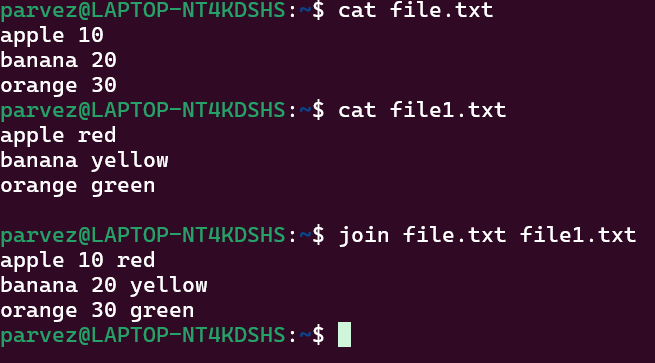 parvez@LAPTOP-NT4KDSHS:~$ cat file.txt
apple 10
banana 20
orange 30
parvez@LAPTOP-NT4KDSHS:~$ cat file1.txt
apple red
banana yellow
orange green
parvez@LAPTOP-NT4KDSHS:~$ join file.txt file1.txt
apple 10 red
banana 20 yellow
orange 30 green
parvez@LAPTOP-NT4KDSHS:~$